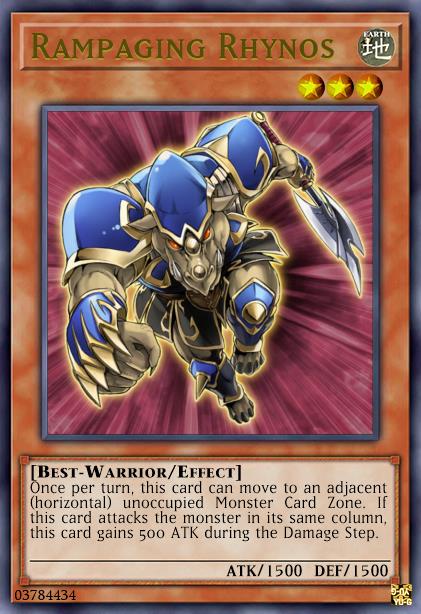 RAMPAGING RHYNOS
EARTH
地
[BEST-WARRIOR/EFFECT]
Once per turn, this card can move to an adjacent
(horizontal) unoccupied Monster Card Zone. If
this card attacks the monster in its same column,
this card gains 500 ATK during the Damage Step.
ATK/1500 DEF/1500
03784434